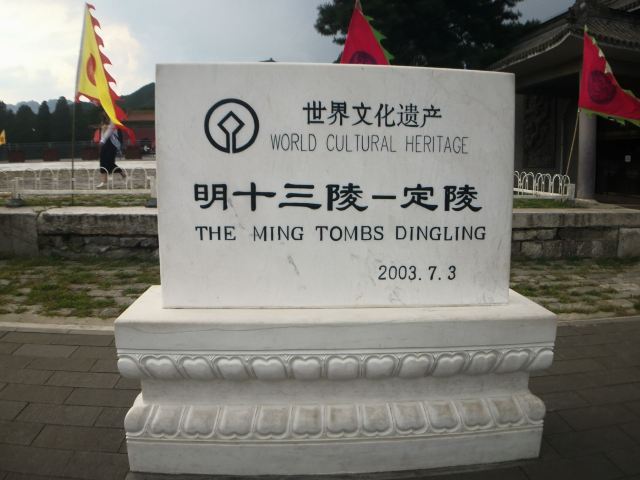 世界文化遗产
WORLD CULTURAL HERITAGE
明十三陵－定陵
THE MING TOMBS DINGLING
2003.7.3